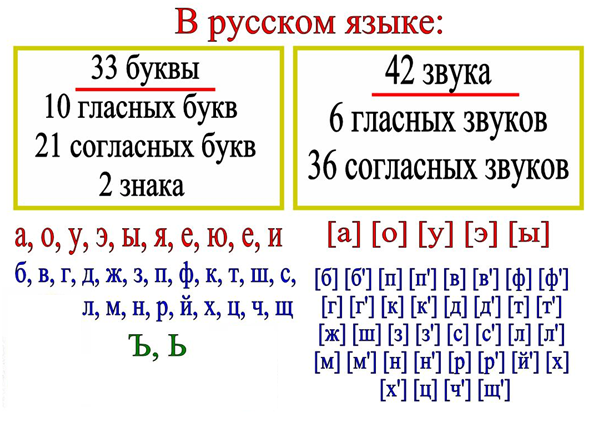 В русском языке:
33 буквы
10 гласных букв
21 согласных букв
2 знака
42 звука
6 гласных звуков
36 согласных звуков
а, о, у, э, ы, я, е, ю, е, и
б, в, г, д, ж, з, п, ф, к, т, ш, с,
л, м, н, р, й, х, ц, ч, щ
Ъ, Ь
[а] [о] [у] [э] [ы]
[б] [б'] [п] [п'] [в] [в'] [ф] [ф']
[г] [г'] [к] [к'] [д] [д'] [т] [т']
[ж] [ш] [з] [з'] [с] [с'] [л] [л']
[м] [м'] [н] [н'] [р] [р'] [й'] [х]
[х'] [ц] [ч'] [щ']